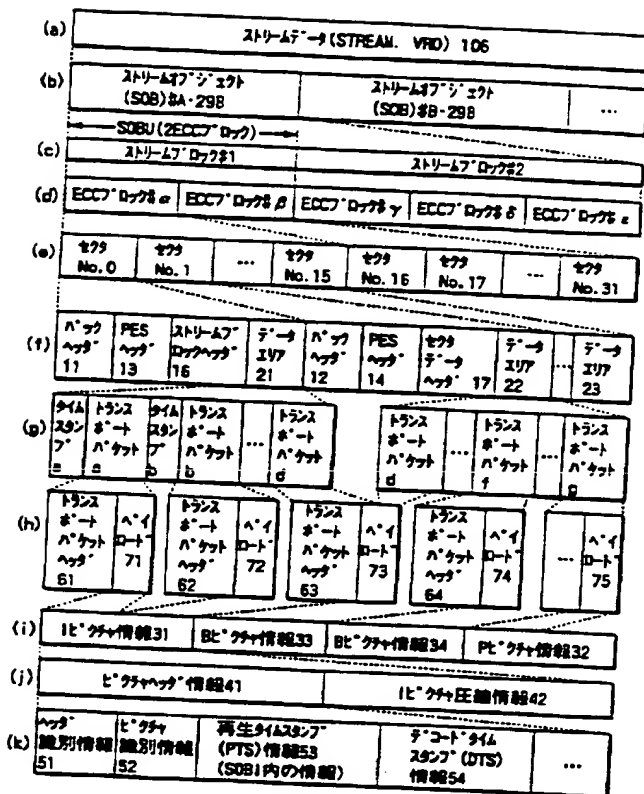 (a) ストリームデータ(STREAM. VRO) 106
(b) ストリームオブジェクト ストリームオブジェクト
(SOB)#A・298 (SOB)#B・298 ...
SOBU(2ECCブロック)
(c) ストリームブロック#1 ストリームブロック#2
(d) ECCブロック#α ECCブロック#β ECCブロック#γ ECCブロック#δ ECCブロック#ε
(e) セクタ セクタ ... セクタ セクタ セクタ ... セクタ
No.0 No.1 No.15 No.16 No.17 No.31
(f) パック PES ストリームブ データ パック PES セクタ データ ... データ
ヘッダ ヘッダ ロックヘッダ エリア ヘッダ ヘッダ データ エリア エリア
11 13 16 21 12 14 ヘッダ 17 22 23
(g) タイム トランス タイム トランス ... トランス トランス ... トランス ... トランス
スタン ポート スタン ポート ポート ポート ポート ポート
プ パケット プ パケット パケット パケット パケット パケット
a a b b d d f g
(h) トランス ペイ トランス ペイ トランス ペイ トランス ペイ ... ペイ
ポート ロード ポート ロード ポート ロード ポート ロード ロード
パケット 71 パケット 72 パケット 73 パケット 74 75
ヘッダ ヘッダ ヘッダ ヘッダ
61 62 63 64
(i) Iピクチャ情報31 Bピクチャ情報33 Bピクチャ情報34 Pピクチャ情報32
(j) ピクチャヘッダ情報41 Iピクチャ圧縮情報42
(k) ヘッダ ピクチャ 再生タイムスタンプ デコードタイム ...
識別情報 識別情報 (PTS)情報53 スタンプ(DTS)
51 52 (SOBI内の情報) 情報54